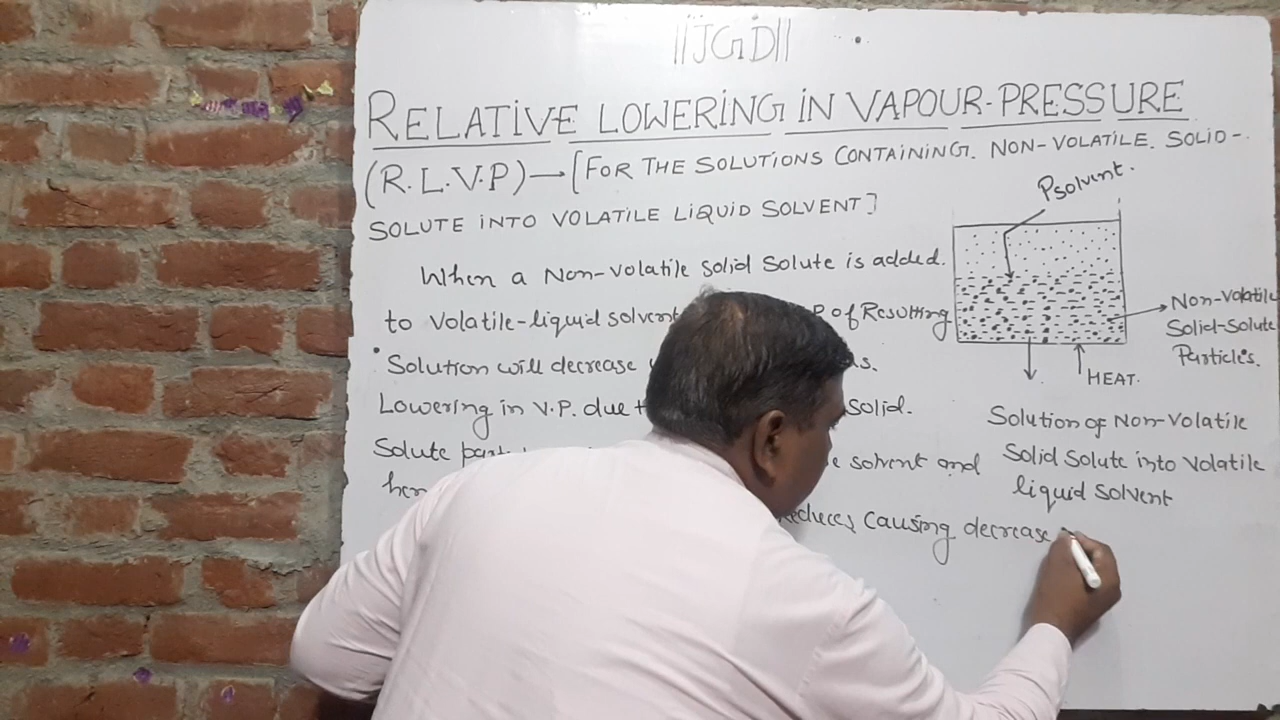 ||JGD||
RELATIVE LOWERING IN VAPOUR-PRESSURE
(R.L.V.P) → [FOR THE SOLUTIONS CONTAINING. NON-VOLATILE. SOLID-
SOLUTE INTO VOLATILE LIQUID SOLVENT]
When a Non-volatile solid Solute is added.
to volatile-liquid solvent P of Resulting
Solution will decrease
Lowering in V.P. due solid.
Solute solvent and
reduces causing decrease
Psolvent.
Non-Volatile
Solid-Solute
Particles.
HEAT.
Solution of Non-Volatile
Solid Solute into Volatile
liquid solvent